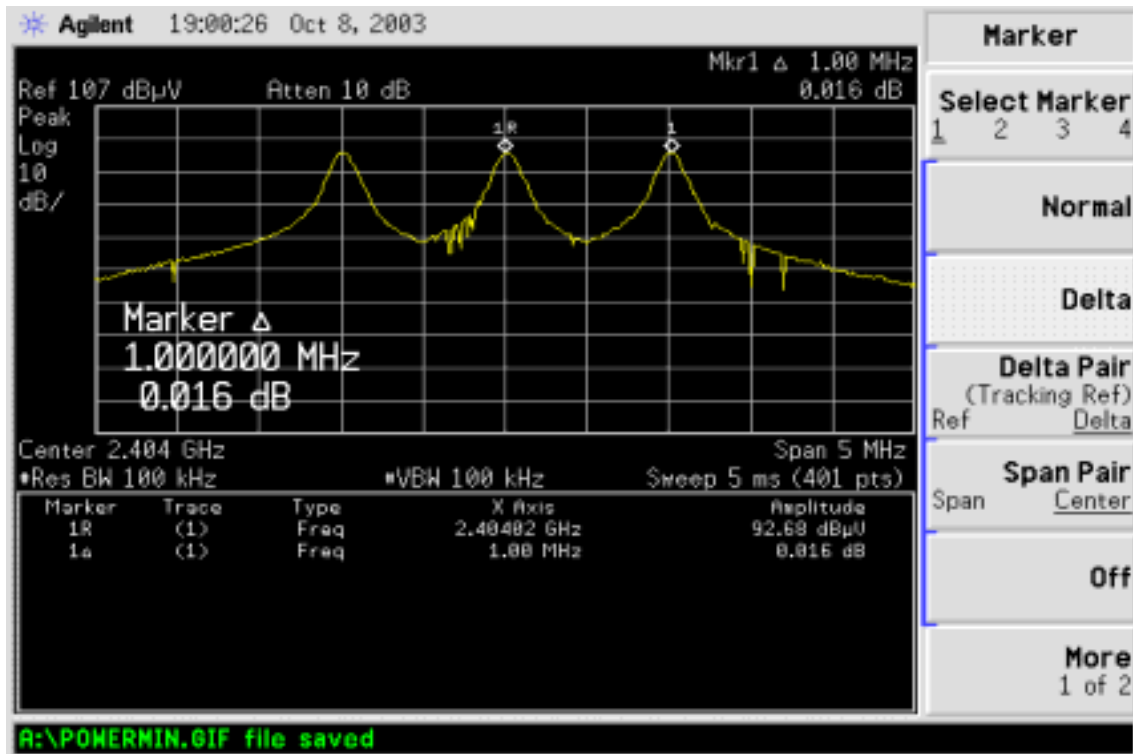 Agilent 19:00:26 Oct 8, 2003
Mkr1 Δ 1.00 MHz
Ref 107 dBµV Atten 10 dB 0.016 dB
Peak
Log
10
dB/
1R 1
Marker Δ
1.000000 MHz
0.016 dB
Center 2.404 GHz Span 5 MHz
#Res BW 100 kHz #VBW 100 kHz Sweep 5 ms (401 pts)
Marker Trace Type X Axis Amplitude
1R (1) Freq 2.40402 GHz 92.68 dBµV
1Δ (1) Freq 1.00 MHz 0.016 dB
A:\POWERMIN.GIF file saved
Marker
Select Marker
1 2 3 4
Normal
Delta
Delta Pair
(Tracking Ref)
Ref Delta
Span Pair
Span Center
Off
More
1 of 2